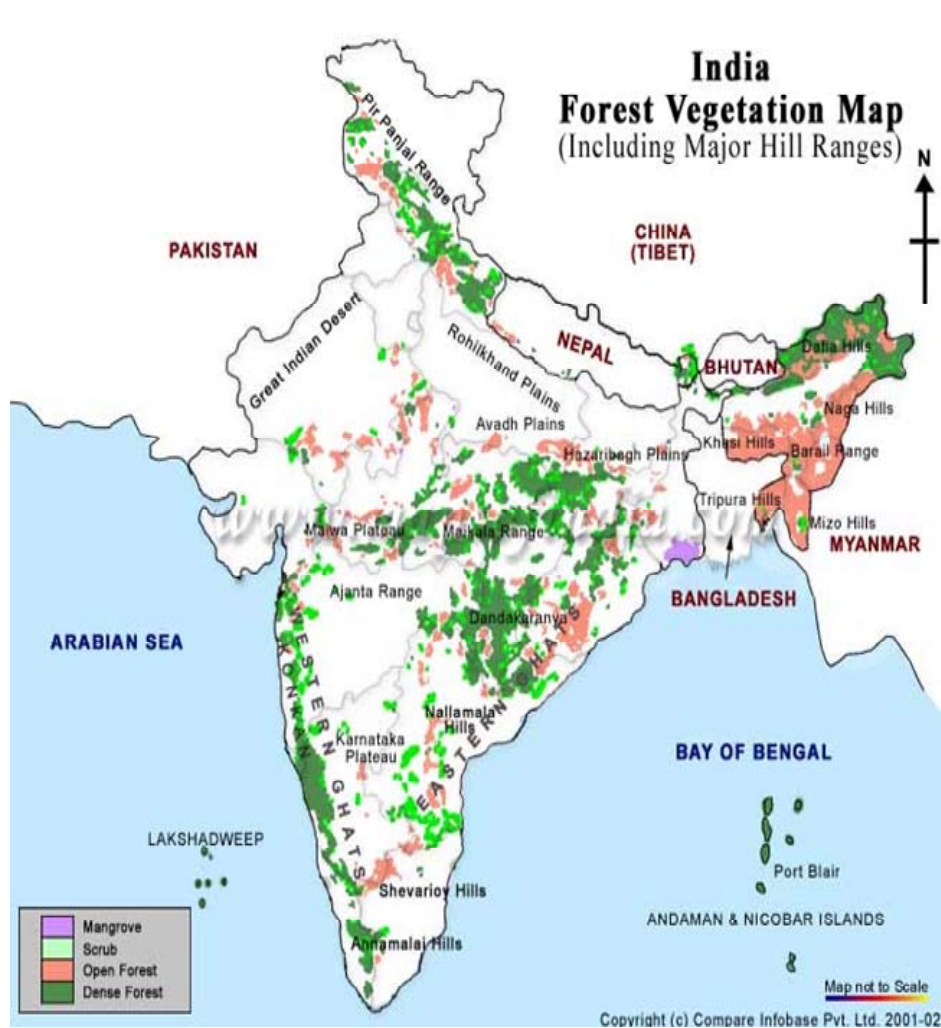 India
Forest Vegetation Map
(Including Major Hill Ranges)
N
Pir Panjal Range
PAKISTAN
CHINA
(TIBET)
Great Indian Desert
Rohilkhand Plains
NEPAL
BHUTAN
Dafla Hills
Avadh Plains
Naga Hills
Khasi Hills
Hazaribagh Plains
Barail Range
Tripura Hills
Malwa Plateau
Maikala Range
Mizo Hills
MYANMAR
Ajanta Range
BANGLADESH
Dandakaranya
ARABIAN SEA
WESTERN GHATS
KONKAN
EASTERN GHATS
Nallamala
Hills
Karnataka
Plateau
BAY OF BENGAL
LAKSHADWEEP
Port Blair
Shevarioy Hills
ANDAMAN & NICOBAR ISLANDS
Annamalai Hills
Mangrove
Scrub
Open Forest
Dense Forest
Map not to Scale
Copyright (c) Compare Infobase Pvt. Ltd. 2001-02